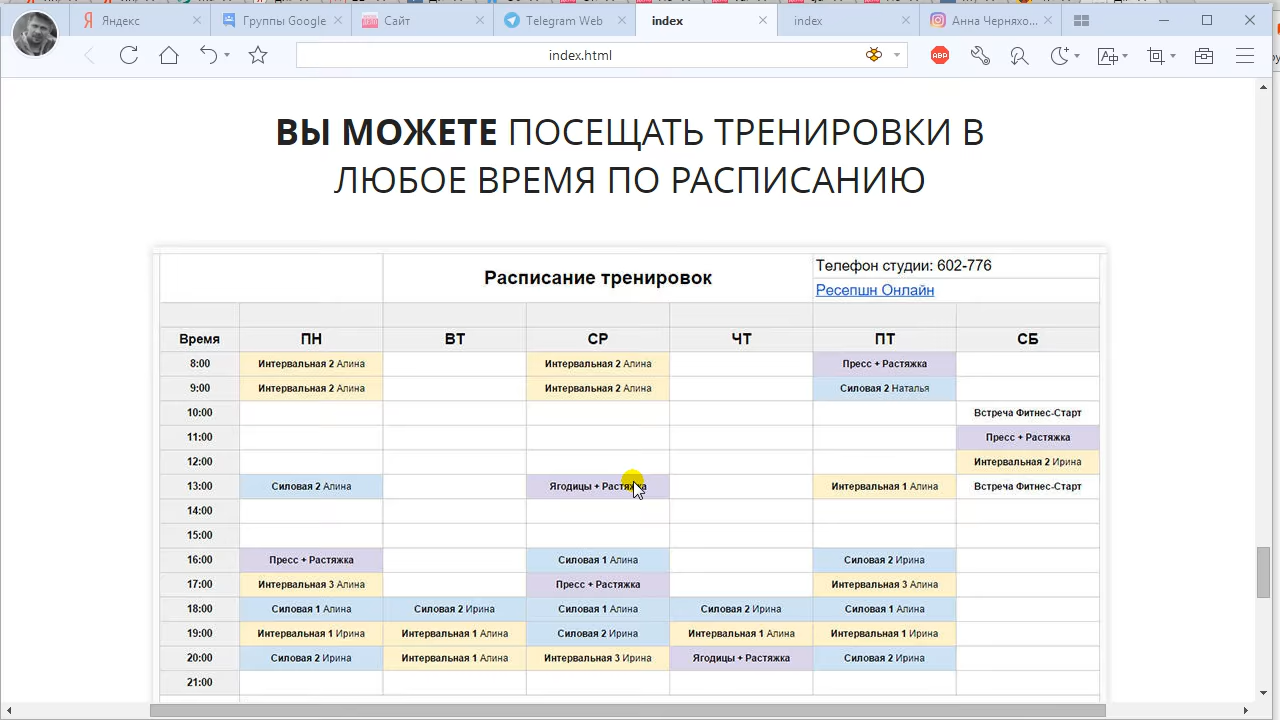 Яндекс
Группы Google
Сайт
Telegram Web
index
index
Анна Черняхо...
index.html
ABP
ВЫ МОЖЕТЕ ПОСЕЩАТЬ ТРЕНИРОВКИ В
ЛЮБОЕ ВРЕМЯ ПО РАСПИСАНИЮ
Расписание тренировок
Телефон студии: 602-776
Ресепшн Онлайн
Время ПН ВТ СР ЧТ ПТ СБ
8:00 Интервальная 2 Алина Интервальная 2 Алина Пресс + Растяжка
9:00 Интервальная 2 Алина Интервальная 2 Алина Силовая 2 Наталья
10:00 Встреча Фитнес-Старт
11:00 Пресс + Растяжка
12:00 Интервальная 2 Ирина
13:00 Силовая 2 Алина Ягодицы + Растяжка Интервальная 1 Алина Встреча Фитнес-Старт
14:00
15:00
16:00 Пресс + Растяжка Силовая 1 Алина Силовая 2 Ирина
17:00 Интервальная 3 Алина Пресс + Растяжка Интервальная 3 Алина
18:00 Силовая 1 Алина Силовая 2 Ирина Силовая 1 Алина Силовая 2 Ирина Силовая 1 Алина
19:00 Интервальная 1 Ирина Интервальная 1 Алина Силовая 2 Ирина Интервальная 1 Алина Интервальная 1 Ирина
20:00 Силовая 2 Ирина Интервальная 1 Алина Интервальная 3 Ирина Ягодицы + Растяжка Силовая 2 Ирина
21:00